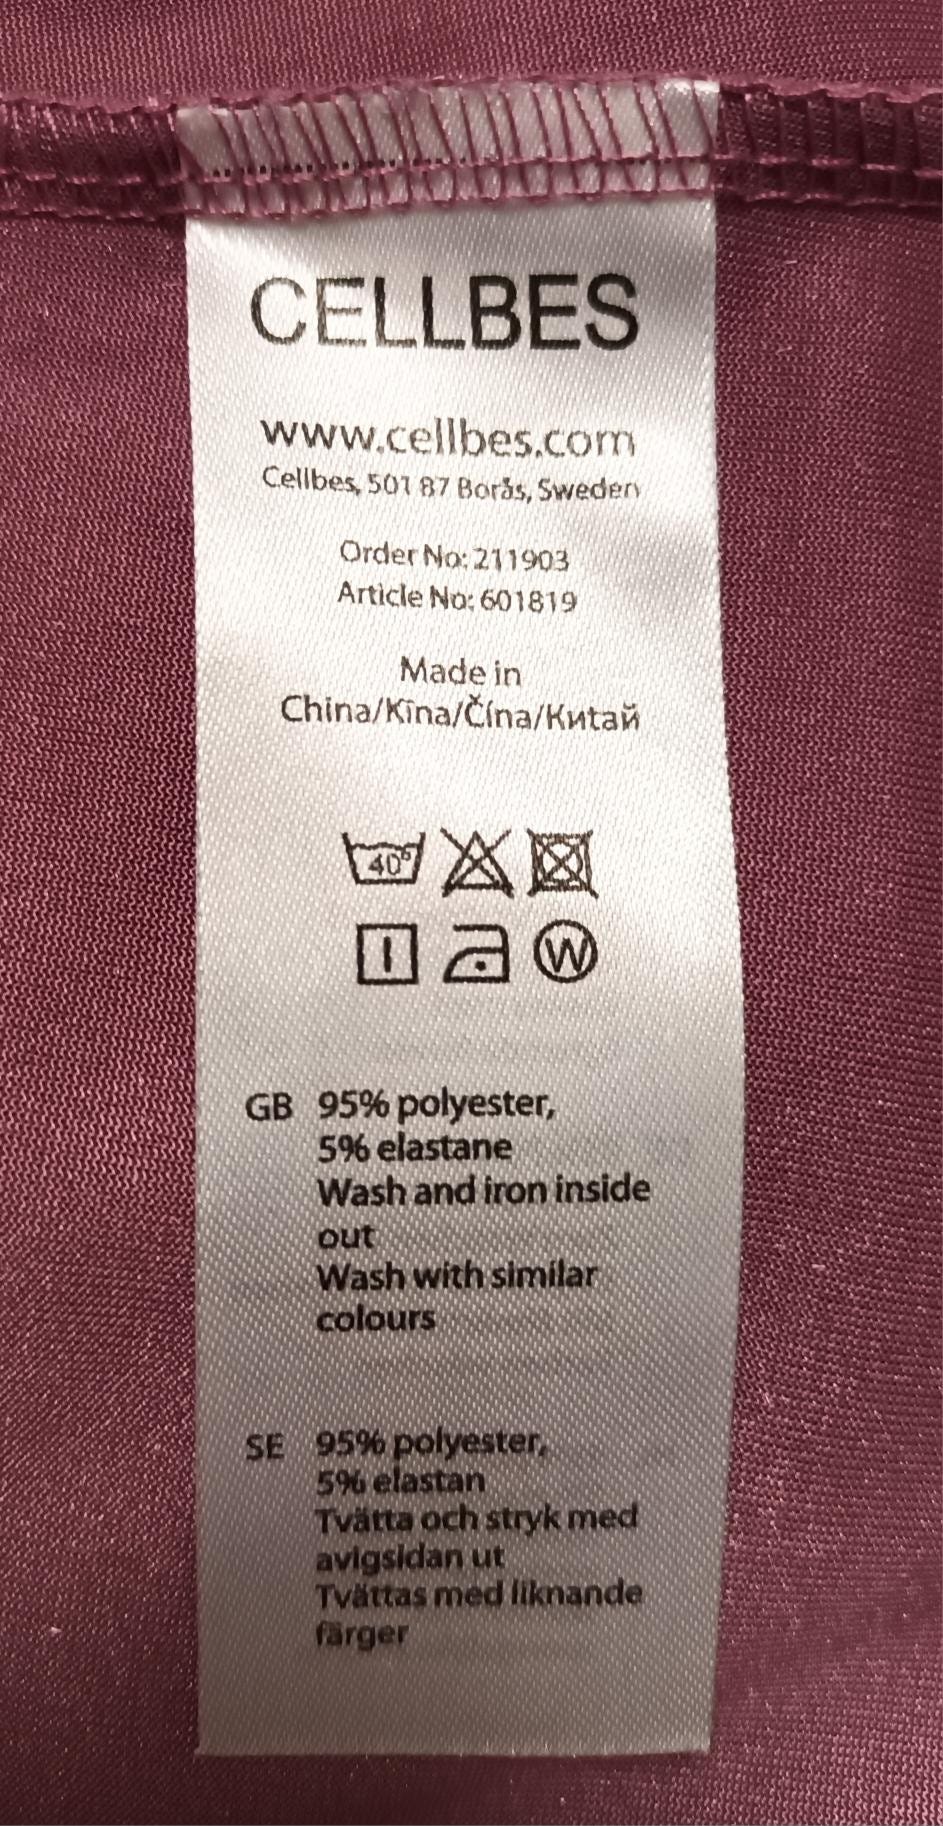 CELLBES
www.cellbes.com
Cellbes, 501 87 Borås, Sweden
Order No: 211903
Article No: 601819
Made in
China/Kīna/Čína/Китай
40°
W
GB 95% polyester,
5% elastane
Wash and iron inside
out
Wash with similar
colours
SE 95% polyester,
5% elastan
Tvätta och stryk med
avigsidan ut
Tvättas med liknande
färger